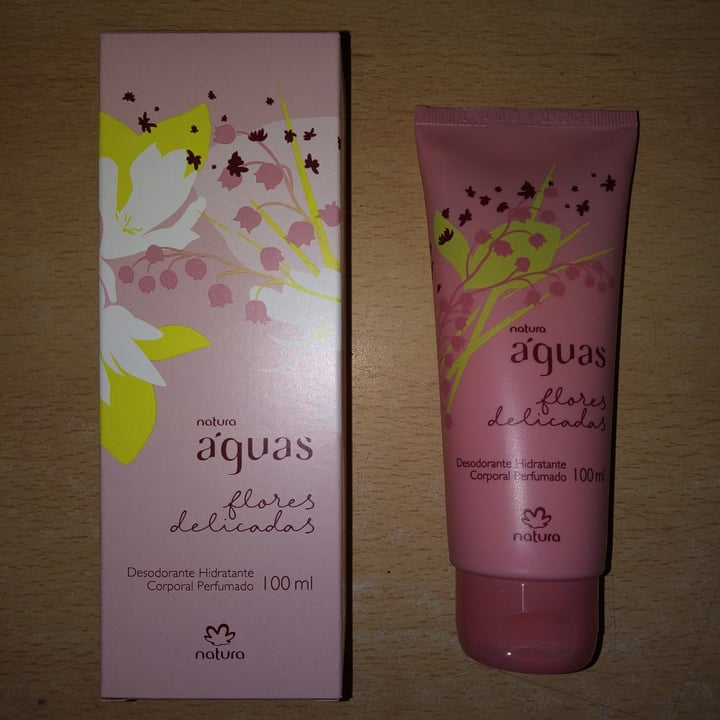 natura
águas
flores
delicadas
Desodorante Hidratante
Corporal Perfumado 100 ml
natura
natura
águas
flores
delicadas
Desodorante Hidratante
Corporal Perfumado 100 ml
natura